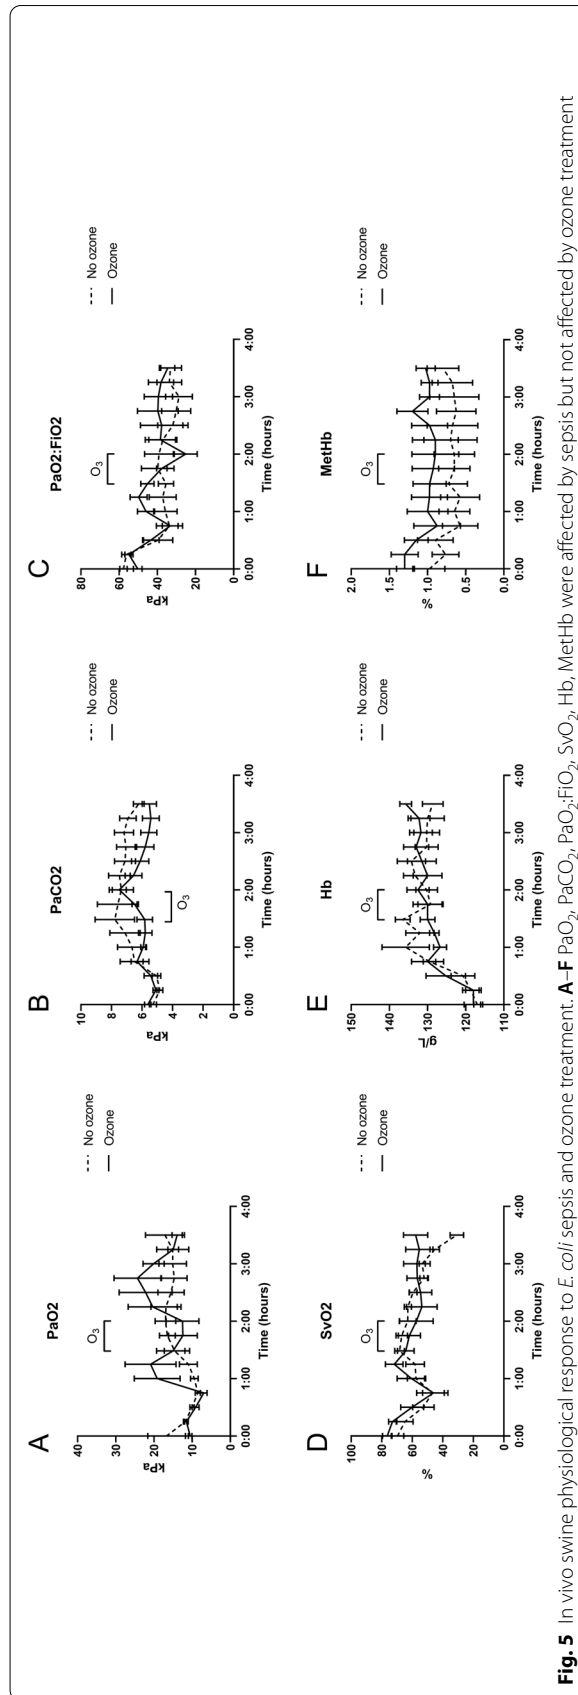 A
PaO2
No ozone
Ozone
40
30
20
10
0
kPa
O3
0:00
1:00
2:00
3:00
4:00
Time (hours)
B
PaCO2
No ozone
Ozone
10
8
6
4
2
0
kPa
O3
0:00
1:00
2:00
3:00
4:00
Time (hours)
C
PaO2:FiO2
No ozone
Ozone
80
60
40
20
0
kPa
O3
0:00
1:00
2:00
3:00
4:00
Time (hours)
D
SvO2
No ozone
Ozone
100
80
60
40
20
0
%
O3
0:00
1:00
2:00
3:00
4:00
Time (hours)
E
Hb
No ozone
Ozone
150
140
130
120
110
g/L
O3
0:00
1:00
2:00
3:00
4:00
Time (hours)
F
MetHb
No ozone
Ozone
2.0
1.5
1.0
0.5
0.0
%
O3
0:00
1:00
2:00
3:00
4:00
Time (hours)
Fig. 5 In vivo swine physiological response to E. coli sepsis and ozone treatment. A–F PaO2, PaCO2, PaO2:FiO2, SvO2, Hb, MetHb were affected by sepsis but not affected by ozone treatment